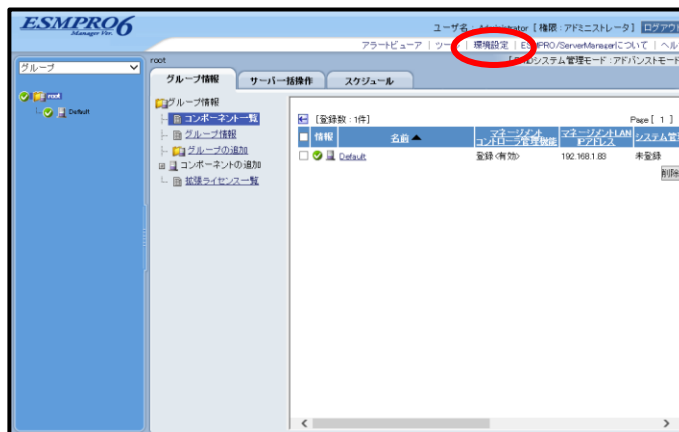 ESMPRO6
Manager Ver.
ユーザ名 : Administrator [ 権限 : アドミニストレータ ] ログアウト
アラートビューア | ツール | 環境設定 | ESMPRO/ServerManagerについて | ヘル
グループ
root
システム管理モード : アドバンストモード
グループ情報 サーバ一括操作 スケジュール
root
Default
グループ情報
コンポーネント一覧
グループ情報
グループの追加
コンポーネントの追加
拡張ライセンス一覧
[登録数 : 1件] Page [ 1 ]
情報 名前▲ マネージメントコントローラ管理機能 マネージメントLAN IPアドレス システム管
Default 登録 <有効> 192.168.1.83 未登録
削除